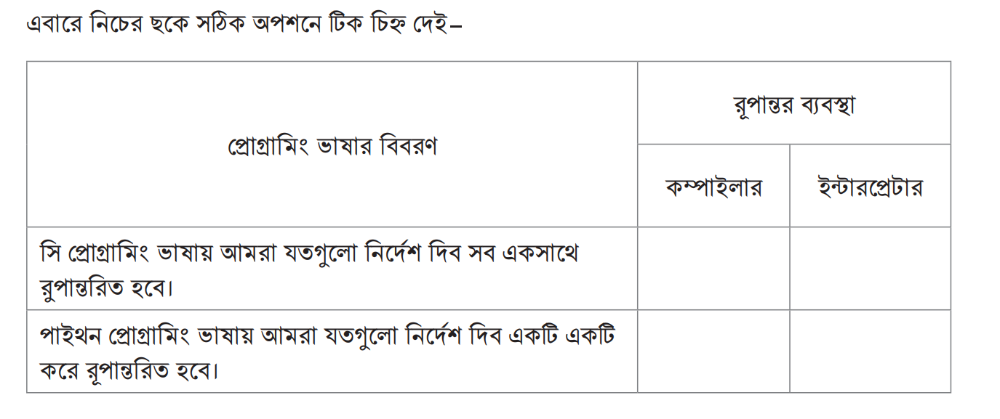 এবারে নিচের ছকে সঠিক অপশনে টিক চিহ্ন দেই–
প্রোগ্রামিং ভাষার বিবরণ
রূপান্তর ব্যবস্থা
কম্পাইলার
ইন্টারপ্রেটার
সি প্রোগ্রামিং ভাষায় আমরা যতগুলো নির্দেশ দিব সব একসাথে
রুপান্তরিত হবে।
পাইথন প্রোগ্রামিং ভাষায় আমরা যতগুলো নির্দেশ দিব একটি একটি
করে রূপান্তরিত হবে।